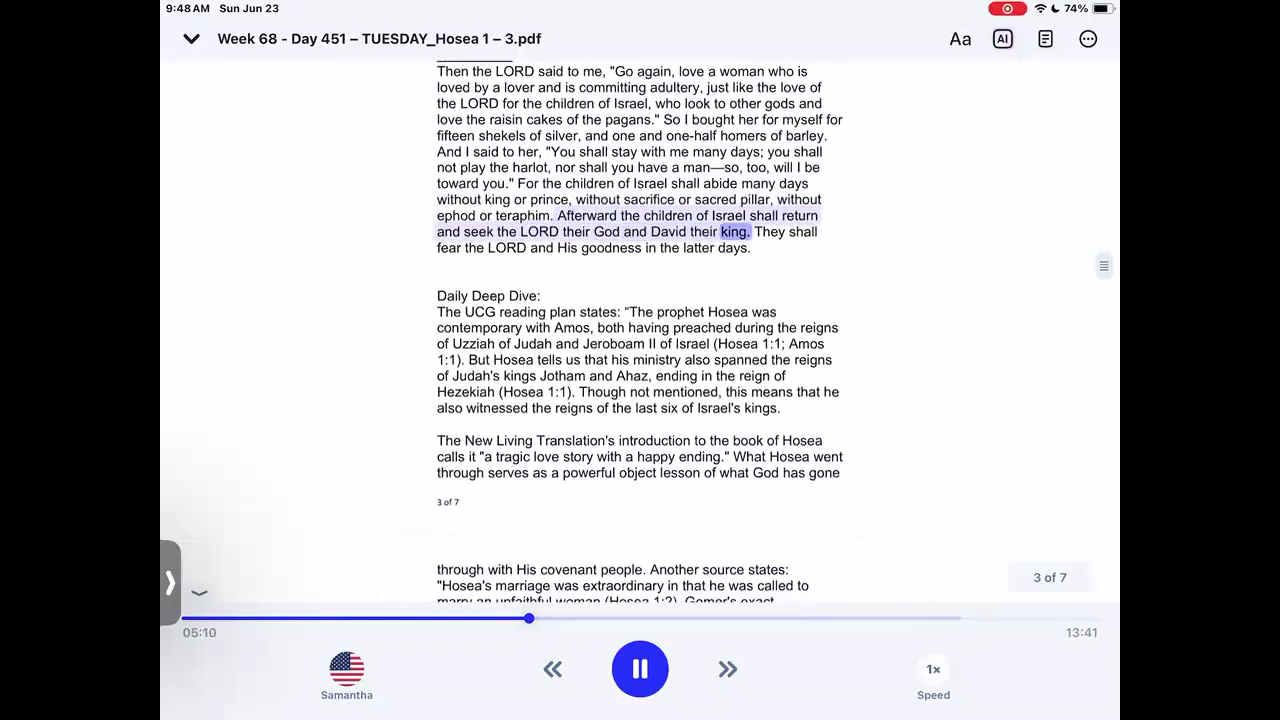 9:48 AM Sun Jun 23
74%
Week 68 - Day 451 – TUESDAY_Hosea 1 – 3.pdf
Aa
AI
Then the LORD said to me, "Go again, love a woman who is
loved by a lover and is committing adultery, just like the love of
the LORD for the children of Israel, who look to other gods and
love the raisin cakes of the pagans." So I bought her for myself for
fifteen shekels of silver, and one and one-half homers of barley.
And I said to her, "You shall stay with me many days; you shall
not play the harlot, nor shall you have a man—so, too, will I be
toward you." For the children of Israel shall abide many days
without king or prince, without sacrifice or sacred pillar, without
ephod or teraphim. Afterward the children of Israel shall return
and seek the LORD their God and David their king. They shall
fear the LORD and His goodness in the latter days.
Daily Deep Dive:
The UCG reading plan states: “The prophet Hosea was
contemporary with Amos, both having preached during the reigns
of Uzziah of Judah and Jeroboam II of Israel (Hosea 1:1; Amos
1:1). But Hosea tells us that his ministry also spanned the reigns
of Judah's kings Jotham and Ahaz, ending in the reign of
Hezekiah (Hosea 1:1). Though not mentioned, this means that he
also witnessed the reigns of the last six of Israel's kings.
The New Living Translation's introduction to the book of Hosea
calls it "a tragic love story with a happy ending." What Hosea went
through serves as a powerful object lesson of what God has gone
3 of 7
through with His covenant people. Another source states:
3 of 7
"Hosea's marriage was extraordinary in that he was called to
marry an unfaithful woman (Hosea 1:2). Gomer's exact
05:10
13:41
1x
Samantha
Speed